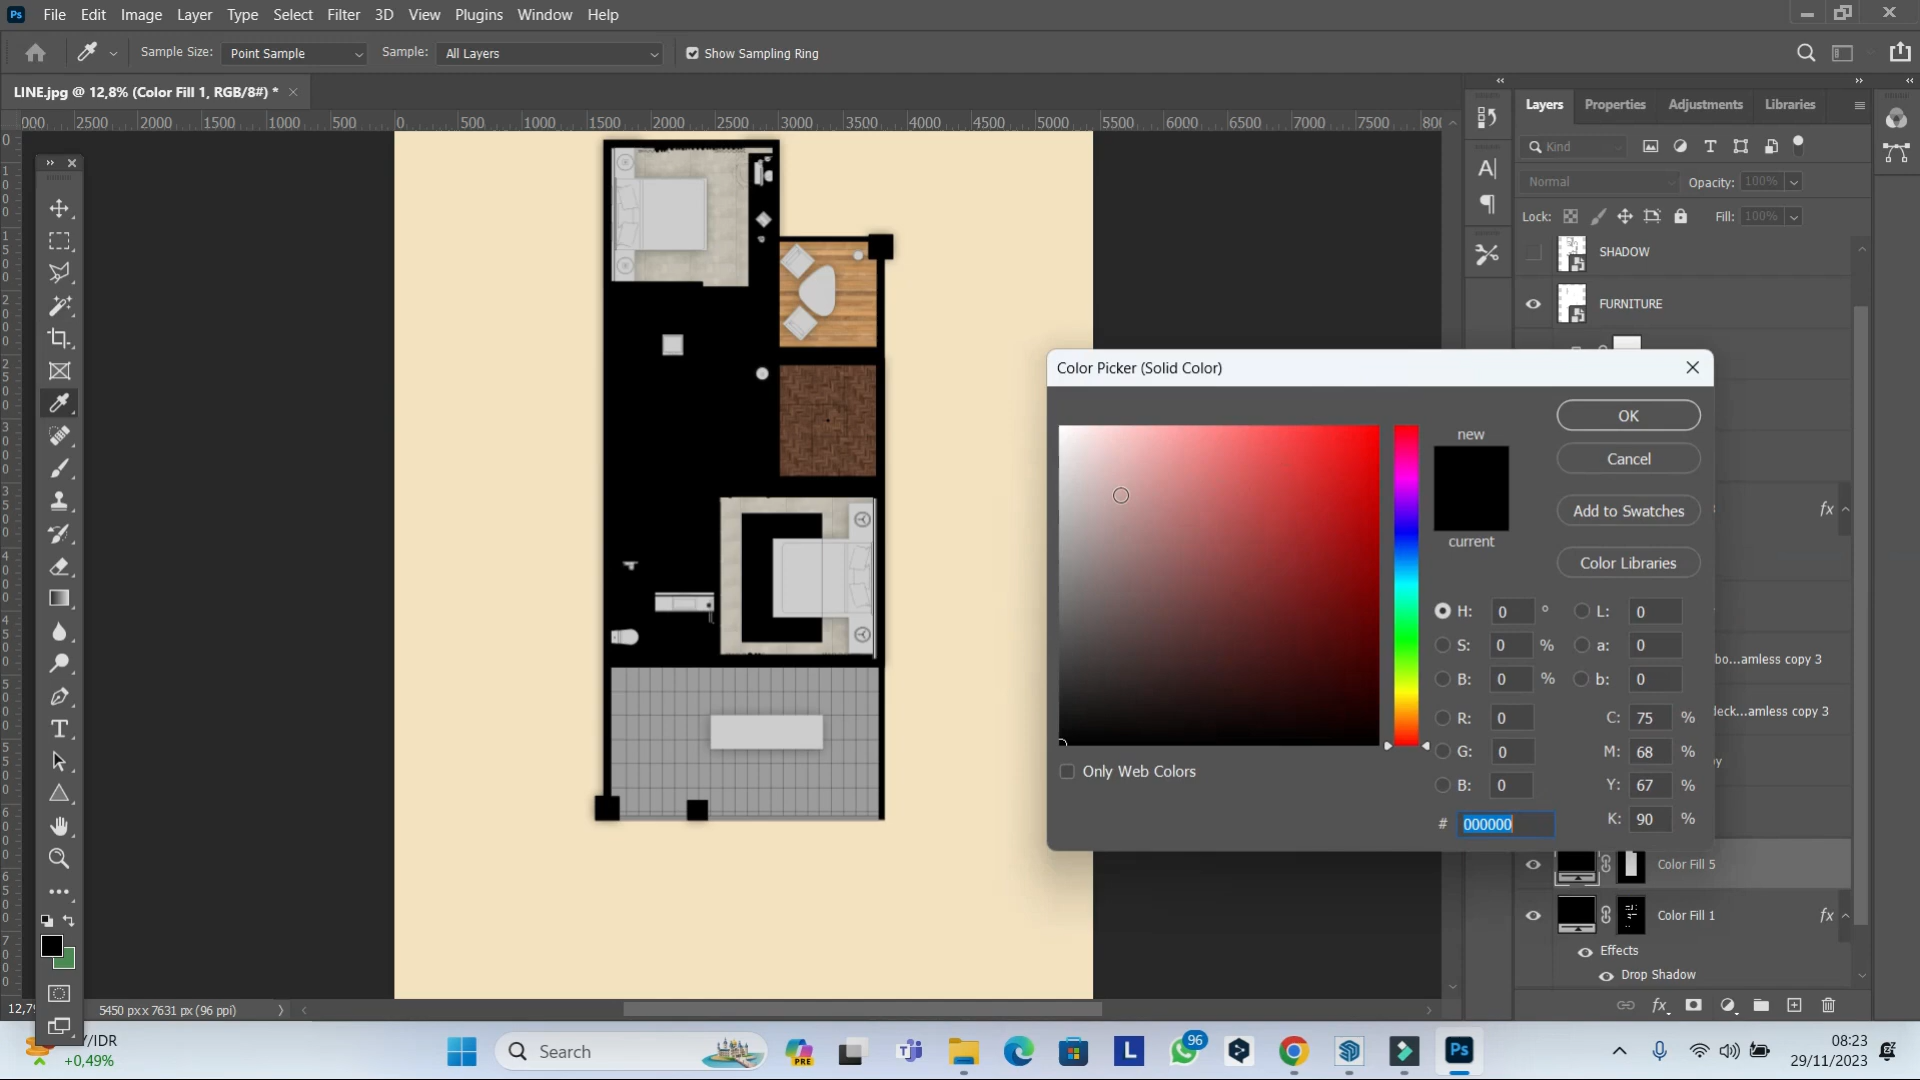 Ps File Edit Image Layer Type Select Filter 3D View Plugins Window Help
Sample Size: Point Sample Sample: All Layers Show Sampling Ring
LINE.jpg @ 12,8% (Color Fill 1, RGB/8#) *
Layers Properties Adjustments Libraries
000 2500 2000 1500 1000 500 0 500 1000 1500 2000 2500 3000 3500 4000 4500 5000 5500 6000 6500 7000 7500
Kind
Normal Opacity: 100%
Lock: Fill: 100%
SHADOW
FURNITURE
Color Picker (Solid Color)
OK
new
Cancel
Add to Swatches
current
Color Libraries
H: 0 ° L: 0
S: 0 % a: 0
B: 0 % b: 0
R: 0 C: 75 %
G: 0 M: 68 %
B: 0 Y: 67 %
# 000000 K: 90 %
Only Web Colors
fx
bo...amless copy 3
deck...amless copy 3
Color Fill 5
Color Fill 1 fx
Effects
Drop Shadow
5450 px x 7631 px (96 ppi)
/IDR
+0,49%
Search
PRE
L
96
Ps
08:23
29/11/2023